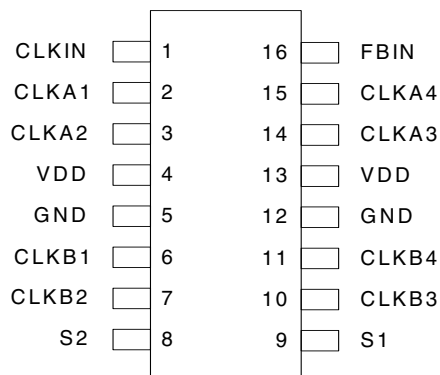 CLKIN 1 16 FBIN
CLKA1 2 15 CLKA4
CLKA2 3 14 CLKA3
VDD 4 13 VDD
GND 5 12 GND
CLKB1 6 11 CLKB4
CLKB2 7 10 CLKB3
S2 8 9 S1